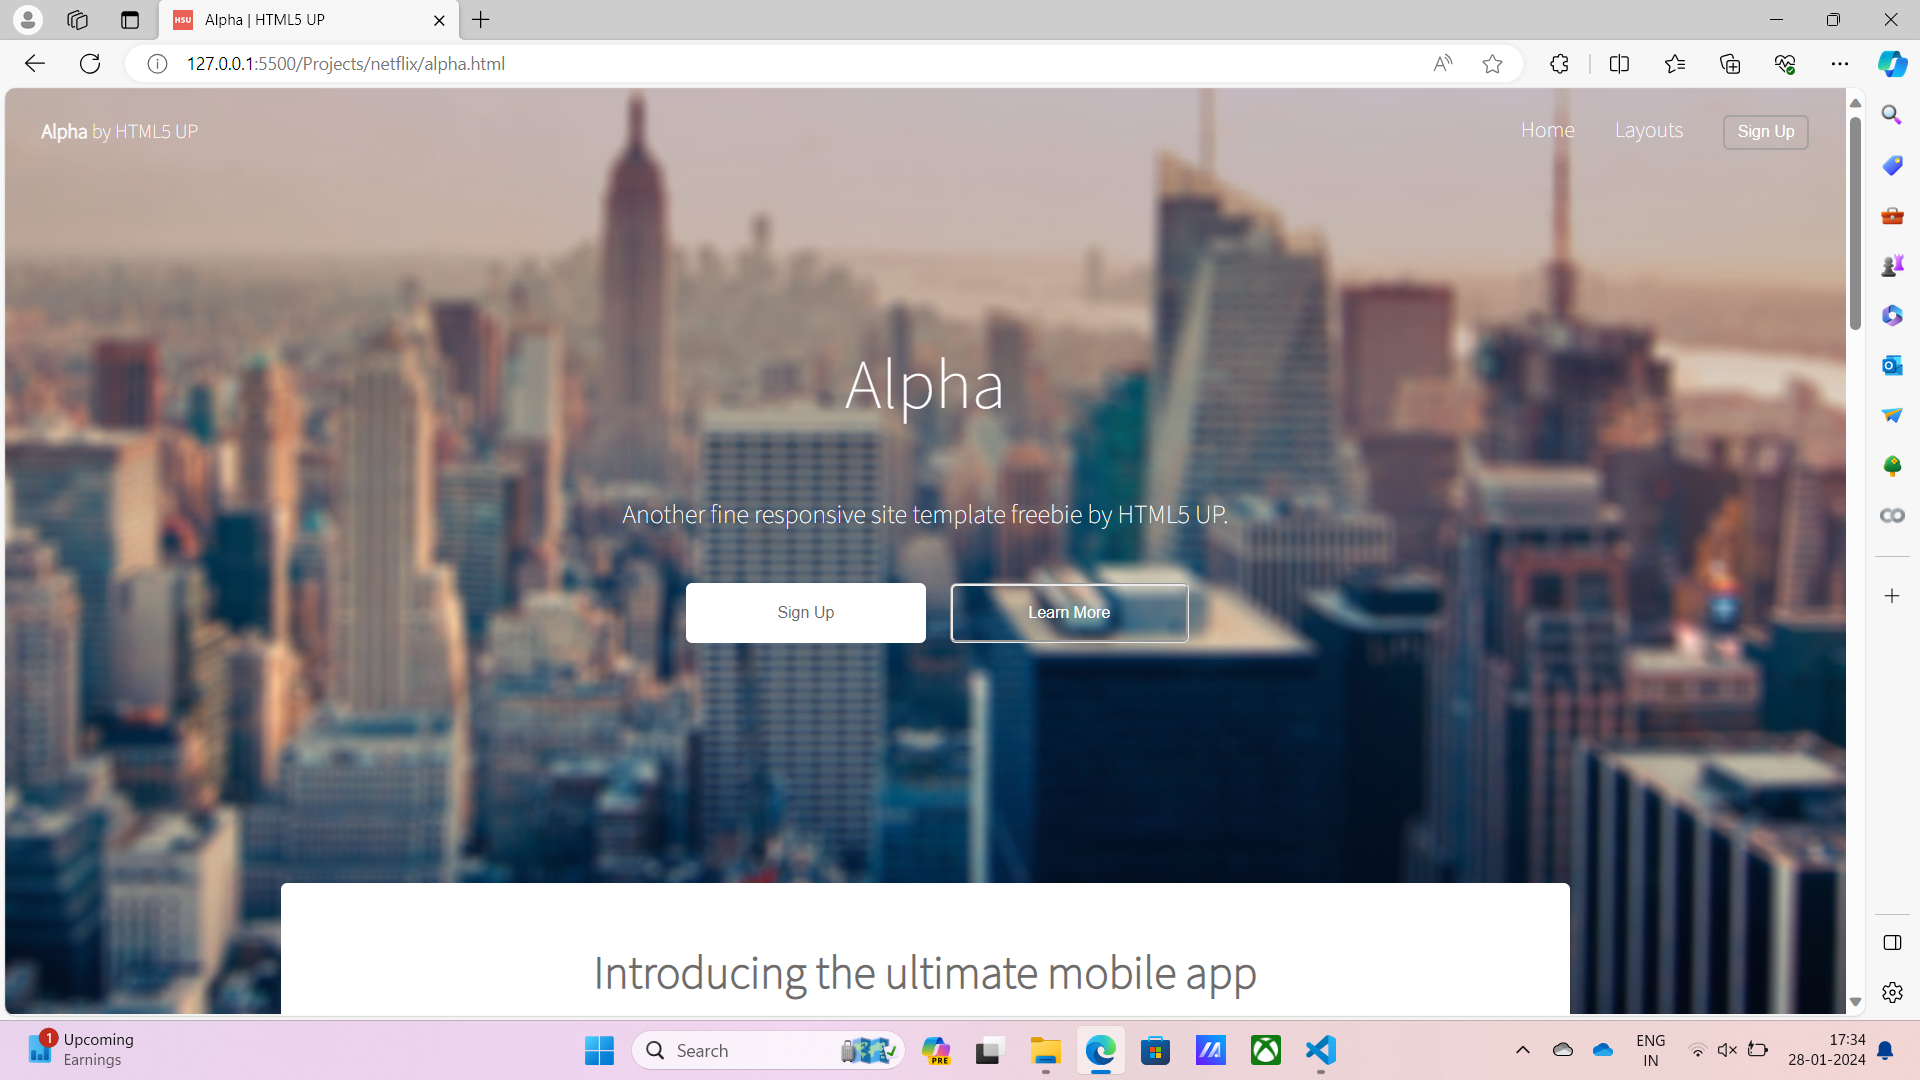 H5U
Alpha | HTML5 UP
127.0.0.1:5500/Projects/netflix/alpha.html
Alpha by HTML5 UP
Home
Layouts
Sign Up
Alpha
Another fine responsive site template freebie by HTML5 UP.
Sign Up
Learn More
Introducing the ultimate mobile app
1
Upcoming
Earnings
Search
PRE
ENG
IN
17:34
28-01-2024